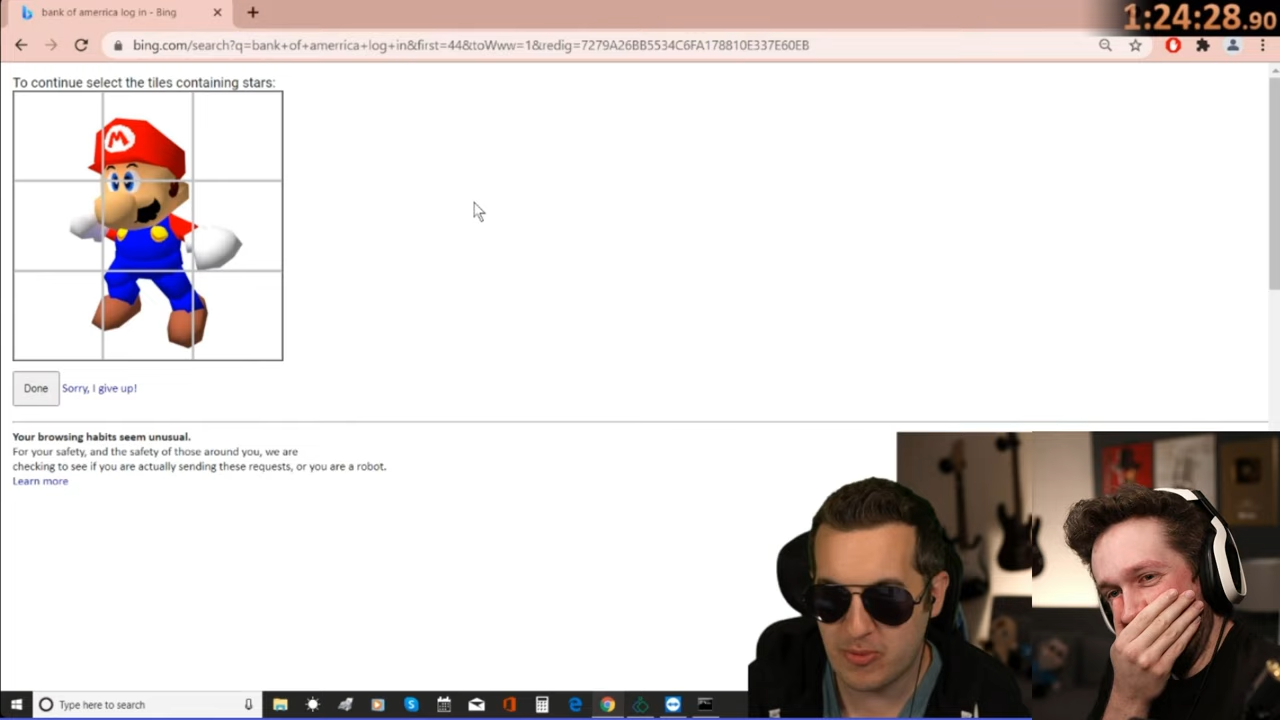 bank of america log in - Bing
1:24:28.90
bing.com/search?q=bank+of+america+log+in&first=44&toWww=1&redig=7279A26BB5534C6FA178810E337E60EB
To continue select the tiles containing stars:
M
Done
Sorry, I give up!
Your browsing habits seem unusual.
For your safety, and the safety of those around you, we are
checking to see if you are actually sending these requests, or you are a robot.
Learn more
Type here to search